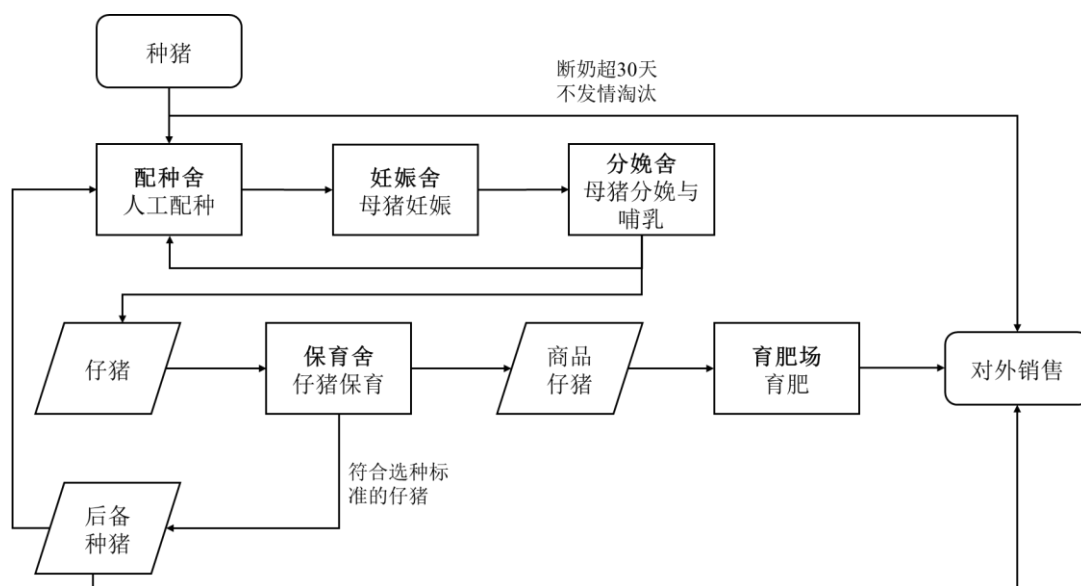 种猪
断奶超30天
不发情淘汰
配种舍
人工配种
妊娠舍
母猪妊娠
分娩舍
母猪分娩与
哺乳
仔猪
保育舍
仔猪保育
商品
仔猪
育肥场
育肥
对外销售
符合选种标
准的仔猪
后备
种猪